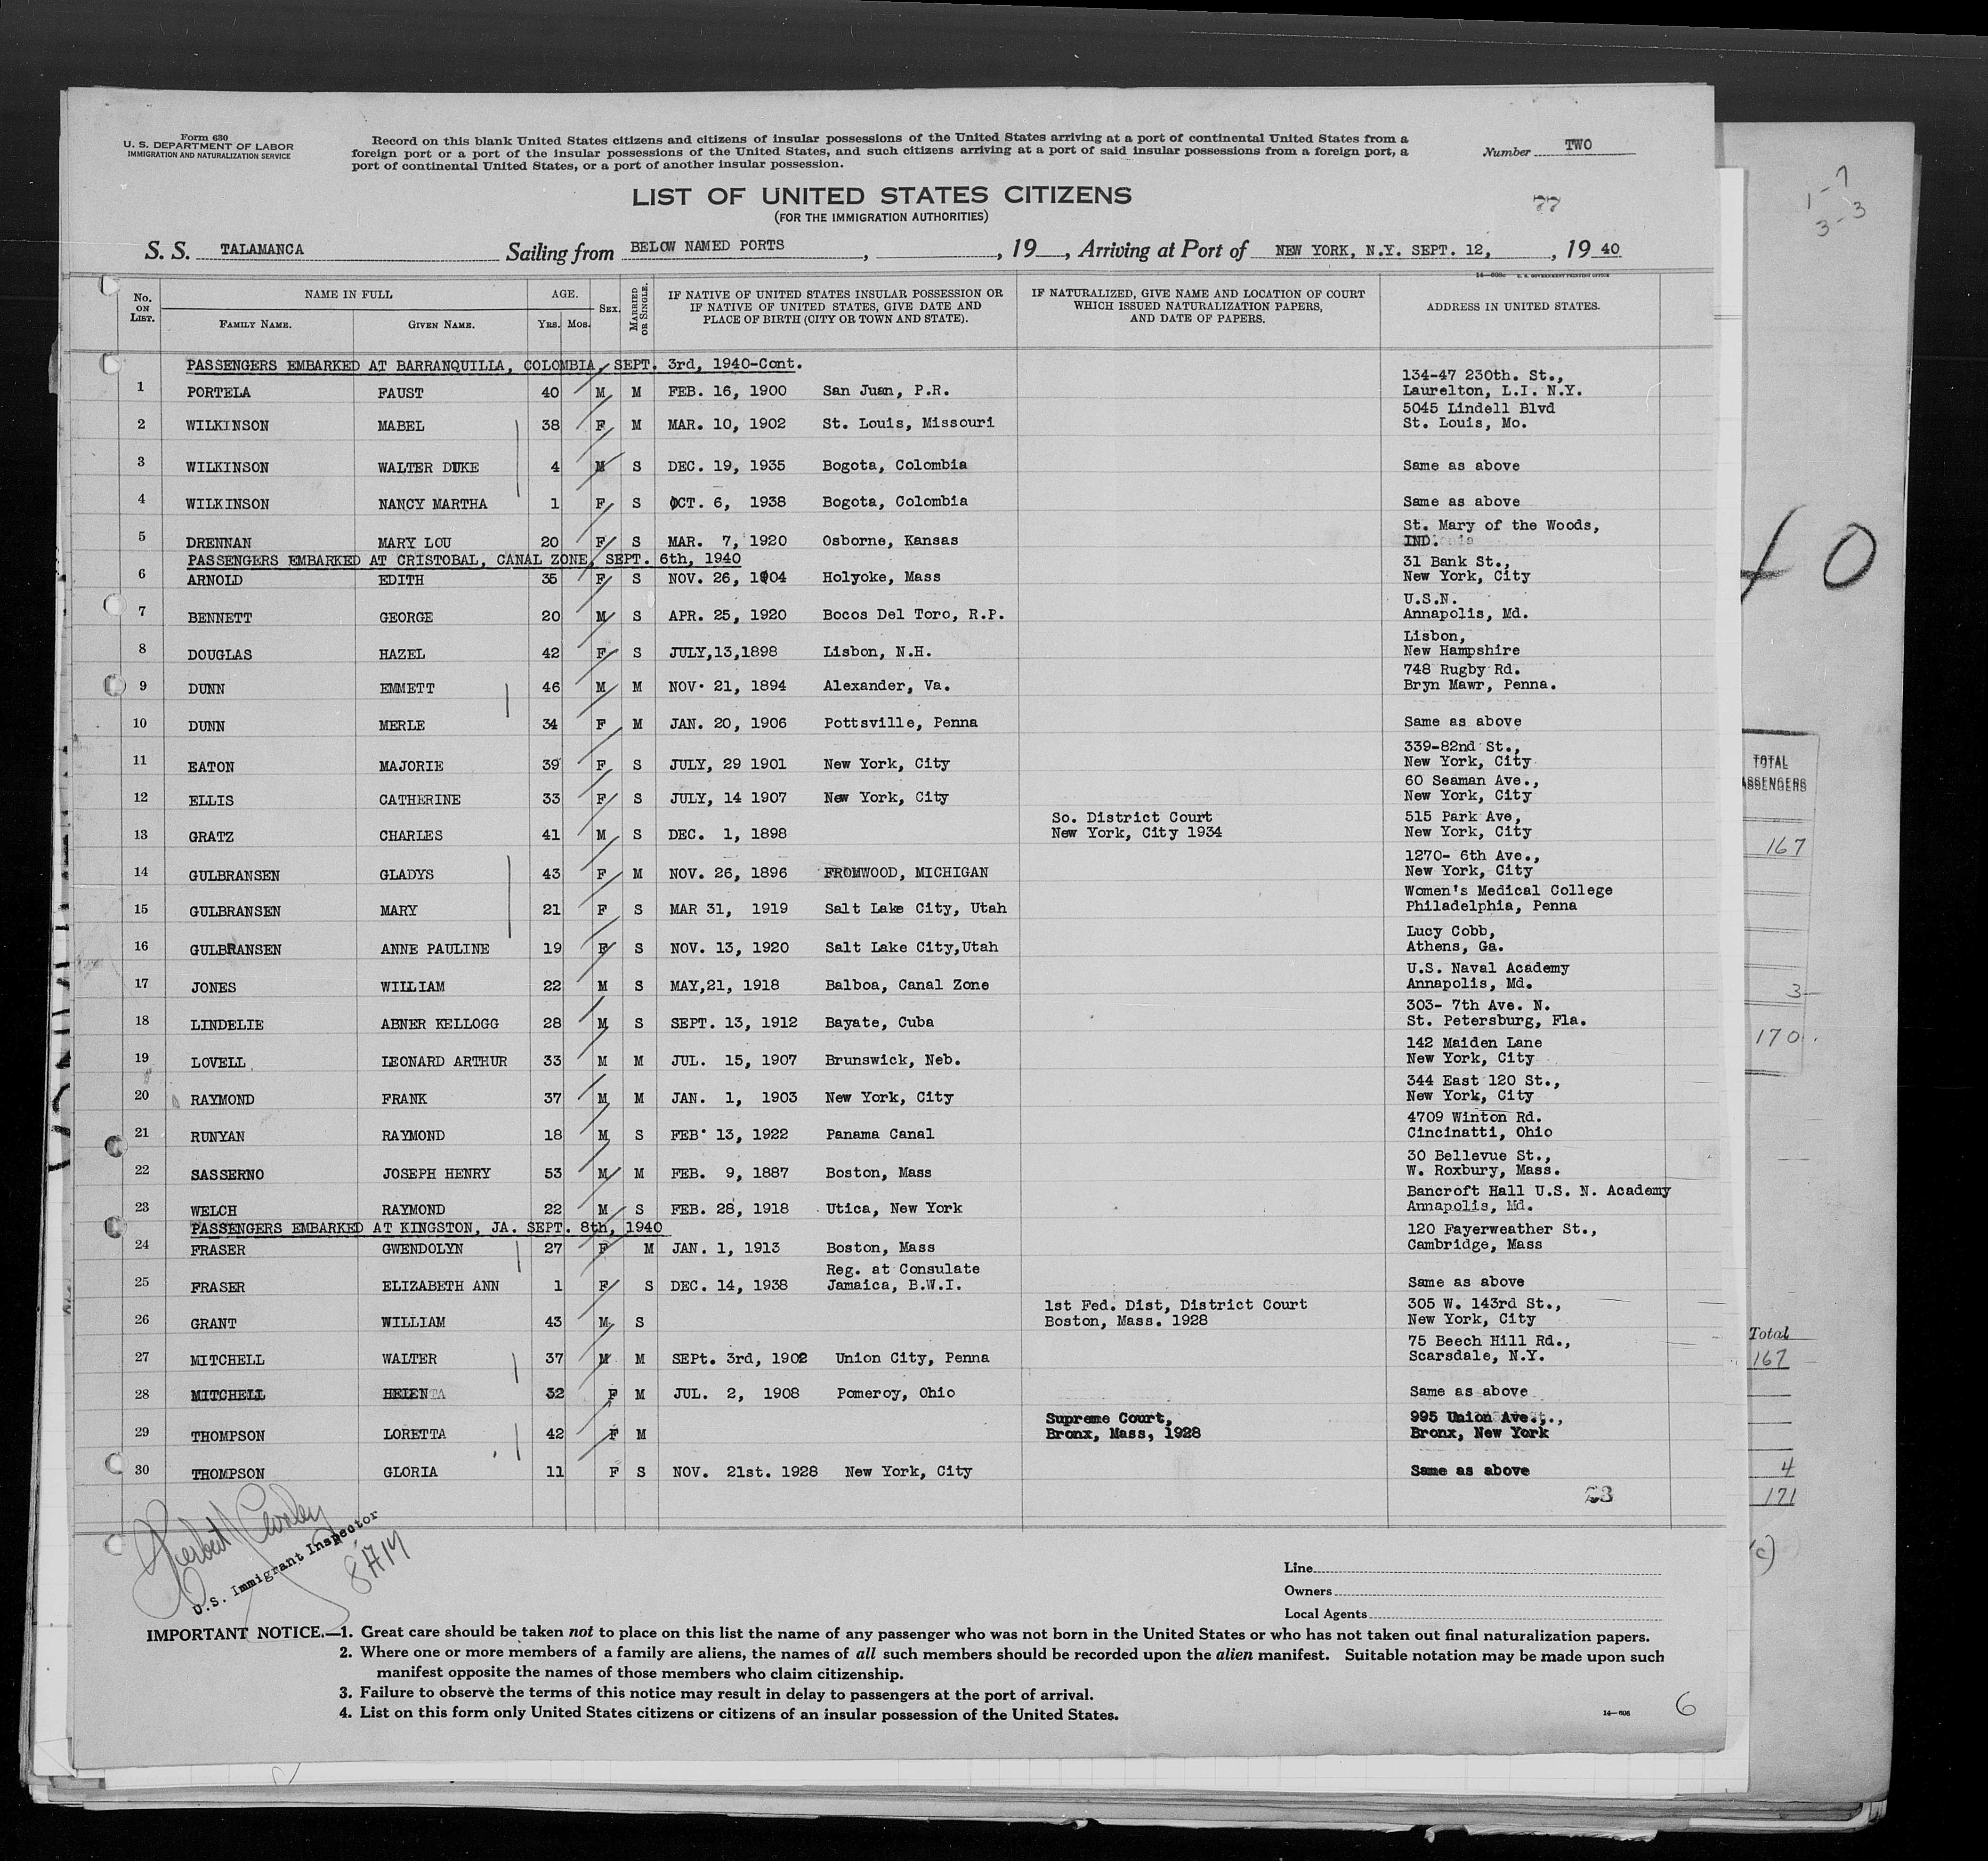 Form 630
U. S. DEPARTMENT OF LABOR
IMMIGRATION AND NATURALIZATION SERVICE
Record on this blank United States citizens and citizens of insular possessions of the United States arriving at a port of continental United States from a
foreign port or a port of the insular possessions of the United States, and such citizens arriving at a port of said insular possessions from a foreign port, a
port of continental United States, or a port of another insular possession.
Number TWO
LIST OF UNITED STATES CITIZENS
(FOR THE IMMIGRATION AUTHORITIES)
77
S. S. TALAMANCA Sailing from BELOW NAMED PORTS , , 19 , Arriving at Port of NEW YORK, N.Y. SEPT. 12, , 19 40
No. ON LIST. NAME IN FULL FAMILY NAME. GIVEN NAME. AGE. YRS. MOS. SEX. MARRIED OR SINGLE. IF NATIVE OF UNITED STATES INSULAR POSSESSION OR IF NATIVE OF UNITED STATES, GIVE DATE AND PLACE OF BIRTH (CITY OR TOWN AND STATE). IF NATURALIZED, GIVE NAME AND LOCATION OF COURT WHICH ISSUED NATURALIZATION PAPERS, AND DATE OF PAPERS. ADDRESS IN UNITED STATES.
PASSENGERS EMBARKED AT BARRANQUILLA, COLOMBIA, SEPT. 3rd, 1940-Cont.
1 PORTELA FAUST 40 M M FEB. 16, 1900 San Juan, P.R. 134-47 230th. St., Laurelton, L.I. N.Y.
2 WILKINSON MABEL 38 F M MAR. 10, 1902 St. Louis, Missouri 5045 Lindell Blvd St. Louis, Mo.
3 WILKINSON WALTER DUKE 4 M S DEC. 19, 1935 Bogota, Colombia Same as above
4 WILKINSON NANCY MARTHA 1 F S OCT. 6, 1938 Bogota, Colombia Same as above
5 DRENNAN MARY LOU 20 F S MAR. 7, 1920 Osborne, Kansas St. Mary of the Woods, IND.
PASSENGERS EMBARKED AT CRISTOBAL, CANAL ZONE, SEPT. 6th, 1940
6 ARNOLD EDITH 35 F S NOV. 26, 1904 Holyoke, Mass 31 Bank St., New York, City
7 BENNETT GEORGE 20 M S APR. 25, 1920 Bocos Del Toro, R.P. U.S.N. Annapolis, Md.
8 DOUGLAS HAZEL 42 F S JULY,13,1898 Lisbon, N.H. Lisbon, New Hampshire
9 DUNN EMMETT 46 M M NOV. 21, 1894 Alexander, Va. 748 Rugby Rd. Bryn Mawr, Penna.
10 DUNN MERLE 34 F M JAN. 20, 1906 Pottsville, Penna Same as above
11 EATON MAJORIE 39 F S JULY, 29 1901 New York, City 339-82nd St., New York, City
12 ELLIS CATHERINE 33 F S JULY, 14 1907 New York, City 60 Seaman Ave., New York, City
13 GRATZ CHARLES 41 M S DEC. 1, 1898 So. District Court New York, City 1934 515 Park Ave, New York, City
14 GULBRANSEN GLADYS 43 F M NOV. 26, 1896 FROMWOOD, MICHIGAN 1270- 6th Ave., New York, City
15 GULBRANSEN MARY 21 F S MAR 31, 1919 Salt Lake City, Utah Women's Medical College Philadelphia, Penna
16 GULBRANSEN ANNE PAULINE 19 F S NOV. 13, 1920 Salt Lake City,Utah Lucy Cobb, Athens, Ga.
17 JONES WILLIAM 22 M S MAY,21, 1918 Balboa, Canal Zone U.S. Naval Academy Annapolis, Md.
18 LINDELIE ABNER KELLOGG 28 M S SEPT. 13, 1912 Bayate, Cuba 303- 7th Ave. N. St. Petersburg, Fla.
19 LOVELL LEONARD ARTHUR 33 M M JUL. 15, 1907 Brunswick, Neb. 142 Maiden Lane New York, City
20 RAYMOND FRANK 37 M M JAN. 1, 1903 New York, City 344 East 120 St., New York, City
21 RUNYAN RAYMOND 18 M S FEB. 13, 1922 Panama Canal 4709 Winton Rd. Cincinatti, Ohio
22 SASSERNO JOSEPH HENRY 53 M M FEB. 9, 1887 Boston, Mass 30 Bellevue St., W. Roxbury, Mass.
23 WELCH RAYMOND 22 M S FEB. 28, 1918 Utica, New York Bancroft Hall U.S. N. Academy Annapolis, Md.
PASSENGERS EMBARKED AT KINGSTON, JA. SEPT. 8th, 1940
24 FRASER GWENDOLYN 27 F M JAN. 1, 1913 Boston, Mass 120 Fayerweather St., Cambridge, Mass
25 FRASER ELIZABETH ANN 1 F S DEC. 14, 1938 Reg. at Consulate Jamaica, B.W.I. Same as above
26 GRANT WILLIAM 43 M S 1st Fed. Dist, District Court Boston, Mass. 1928 305 W. 143rd St., New York, City
27 MITCHELL WALTER 37 M M SEPt. 3rd, 1902 Union City, Penna 75 Beech Hill Rd., Scarsdale, N.Y.
28 MITCHELL HELEN 32 F M JUL. 2, 1908 Pomeroy, Ohio Same as above
29 THOMPSON LORETTA 42 F M Supreme Court, Bronx, Mass, 1928 995 Union Ave., Bronx, New York
30 THOMPSON GLORIA 11 F S NOV. 21st. 1928 New York, City Same as above
U.S. Immigrant Inspector
8 AM
Line
Owners
Local Agents
IMPORTANT NOTICE.—1. Great care should be taken not to place on this list the name of any passenger who was not born in the United States or who has not taken out final naturalization papers.
2. Where one or more members of a family are aliens, the names of all such members should be recorded upon the alien manifest. Suitable notation may be made upon such
manifest opposite the names of those members who claim citizenship.
3. Failure to observe the terms of this notice may result in delay to passengers at the port of arrival.
4. List on this form only United States citizens or citizens of an insular possession of the United States.
14—608
6
1-7
3-3
40
TOTAL
167
3
170
Total
167
4
171